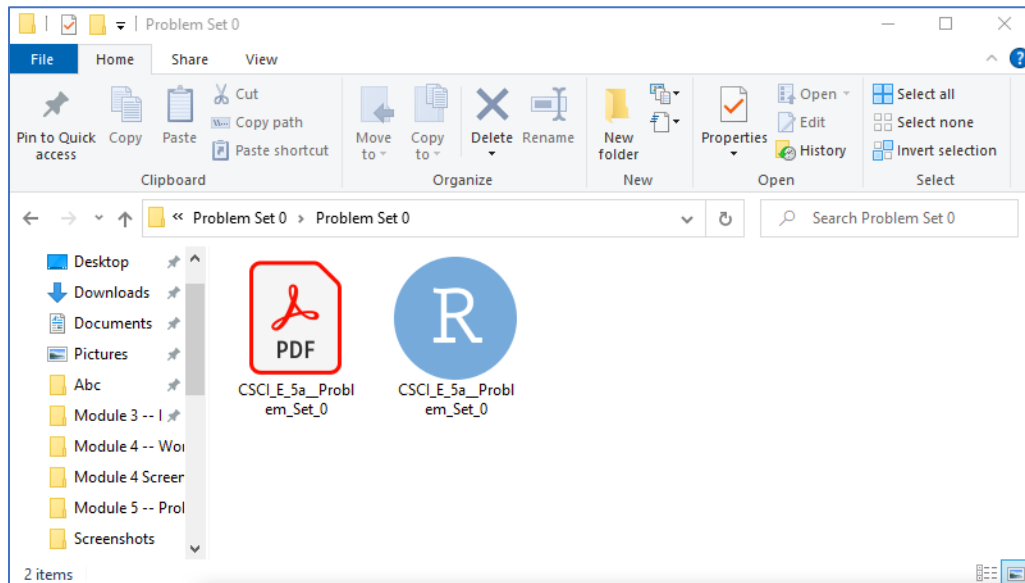 Problem Set 0
File Home Share View
Pin to Quick access
Copy
Paste
Cut
Copy path
Paste shortcut
Clipboard
Move to
Copy to
Delete
Rename
Organize
New folder
New
Properties
Open
Edit
History
Open
Select all
Select none
Invert selection
Select
« Problem Set 0 › Problem Set 0
Search Problem Set 0
Desktop
Downloads
Documents
Pictures
Abc
Module 3 -- I
Module 4 -- Wor
Module 4 Screer
Module 5 -- Prol
Screenshots
PDF
CSCI_E_5a__Probl
em_Set_0
R
CSCI_E_5a__Probl
em_Set_0
2 items